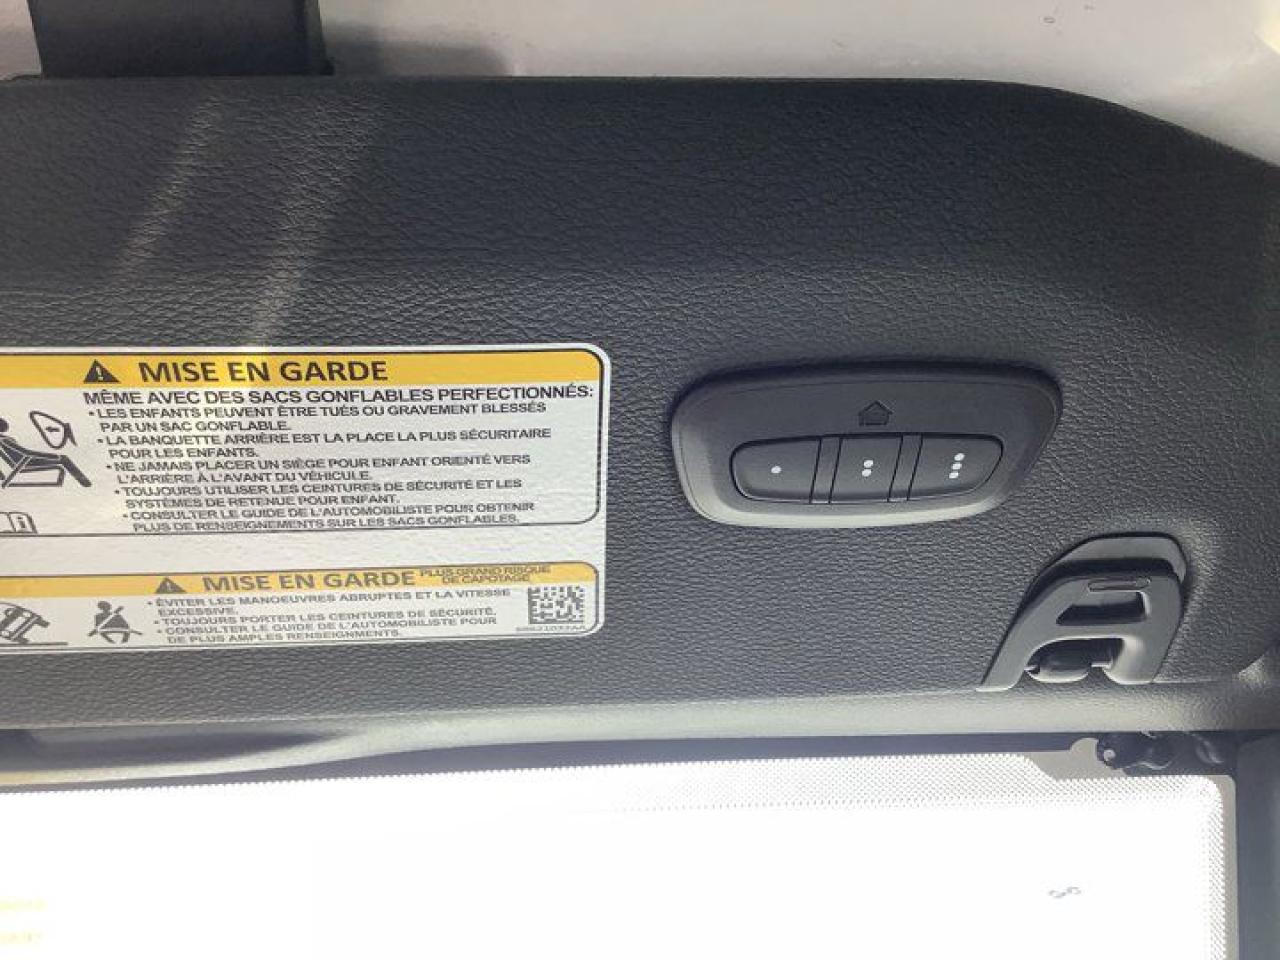 MISE EN GARDE
MÊME AVEC DES SACS GONFLABLES PERFECTIONNÉS:
• LES ENFANTS PEUVENT ÊTRE TUÉS OU GRAVEMENT BLESSÉS
PAR UN SAC GONFLABLE.
• LA BANQUETTE ARRIÈRE EST LA PLACE LA PLUS SÉCURITAIRE
POUR LES ENFANTS.
• NE JAMAIS PLACER UN SIÈGE POUR ENFANT ORIENTÉ VERS
L'ARRIÈRE À L'AVANT DU VÉHICULE.
• TOUJOURS UTILISER LES CEINTURES DE SÉCURITÉ ET LES
SYSTÈMES DE RETENUE POUR ENFANT.
• CONSULTER LE GUIDE DE L'AUTOMOBILISTE POUR OBTENIR
PLUS DE RENSEIGNEMENTS SUR LES SACS GONFLABLES.
MISE EN GARDE PLUS GRAND RISQUE
DE CAPOTAGE
• ÉVITER LES MANOEUVRES ABRUPTES ET LA VITESSE
EXCESSIVE.
• TOUJOURS PORTER LES CEINTURES DE SÉCURITÉ.
• CONSULTER LE GUIDE DE L'AUTOMOBILISTE POUR
DE PLUS AMPLES RENSEIGNEMENTS.